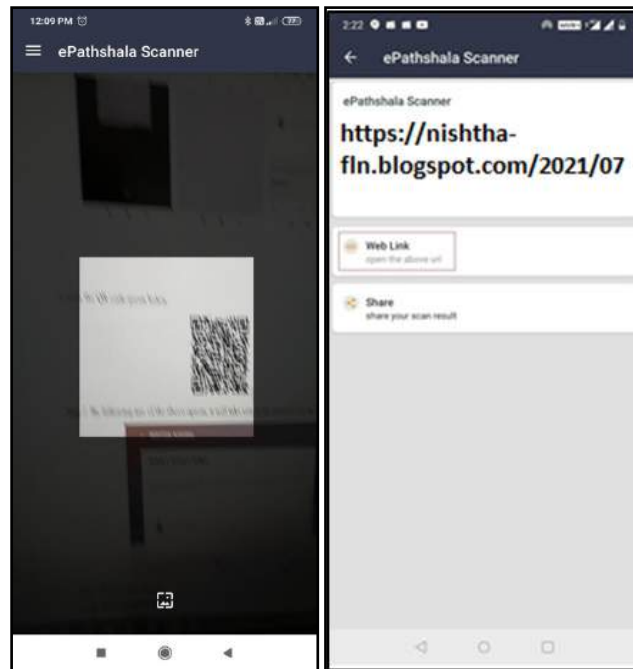 12:09 PM
77
ePathshala Scanner
2:22
ePathshala Scanner
ePathshala Scanner
https://nishtha-
fln.blogspot.com/2021/07
Web Link
open the above url
Share
share your scan result